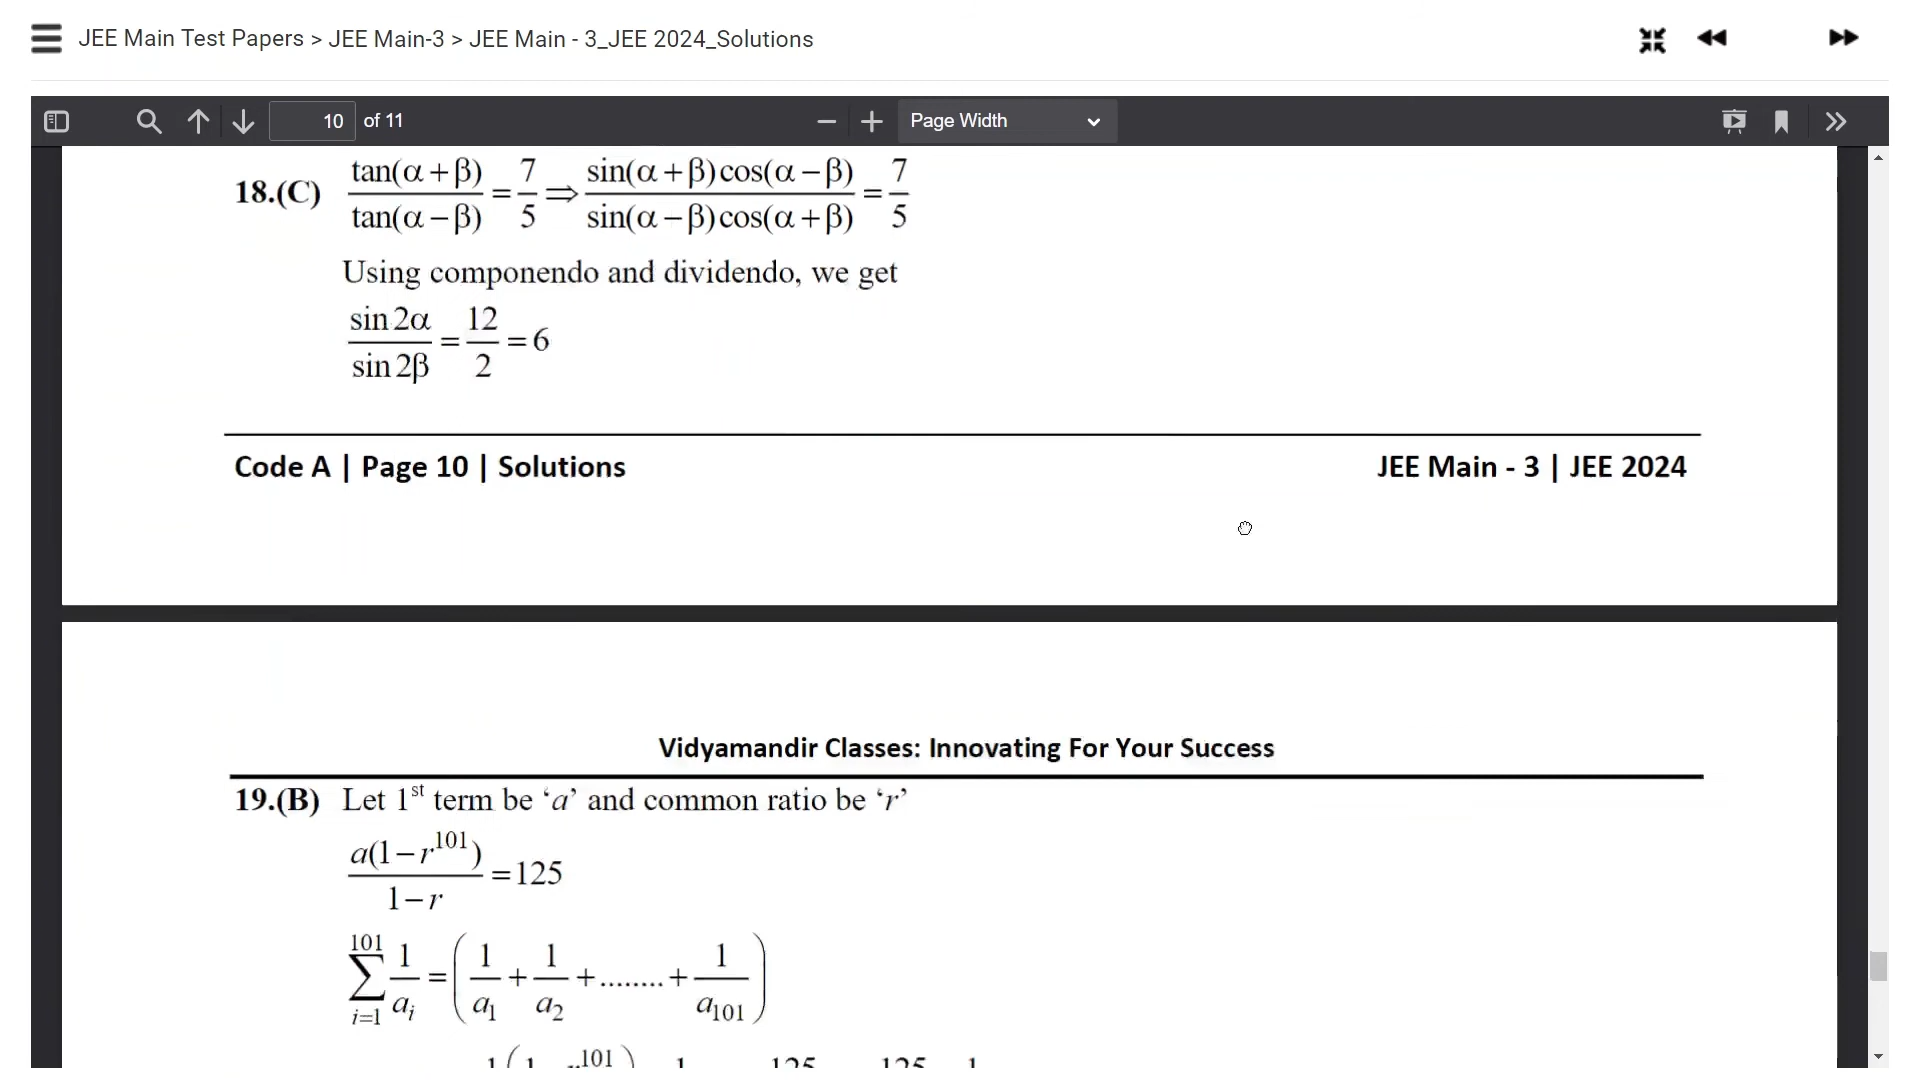 JEE Main Test Papers > JEE Main-3 > JEE Main - 3_JEE 2024_Solutions
10 of 11
Page Width
18.(C) tan(α+β)/tan(α−β) = 7/5 ⇒ sin(α+β)cos(α−β)/sin(α−β)cos(α+β) = 7/5
Using componendo and dividendo, we get
sin 2α/sin 2β = 12/2 = 6
Code A | Page 10 | Solutions
JEE Main - 3 | JEE 2024
Vidyamandir Classes: Innovating For Your Success
19.(B) Let 1st term be ‘a’ and common ratio be ‘r’
a(1−r^101)/1−r = 125
∑_{i=1}^{101} 1/a_i = (1/a_1 + 1/a_2 + ........ + 1/a_101)